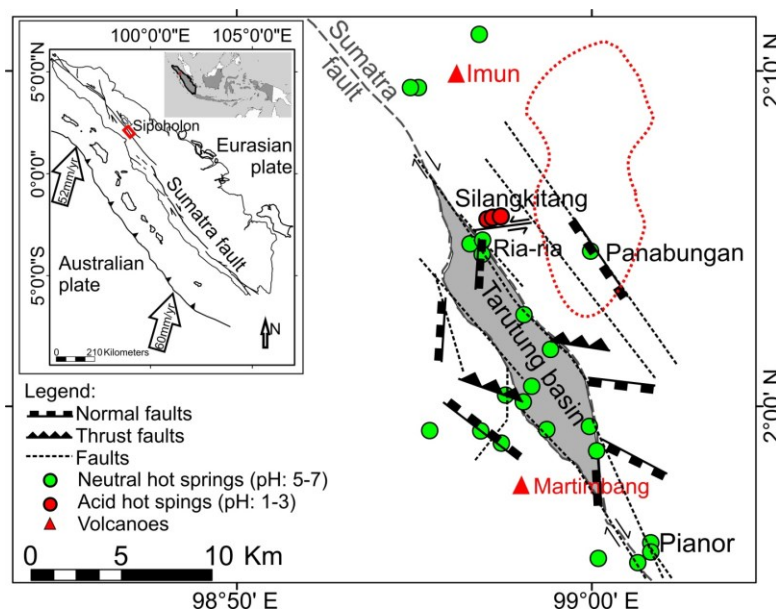 100°0'0"E 105°0'0"E
5°0'0"N
0°0'0"
5°0'0"S
Sipoholon
Eurasian
plate
Sumatra fault
52mm/yr
Australian
plate
60mm/yr
N
0 210 Kilometers
Legend:
Normal faults
Thrust faults
Faults
Neutral hot springs (pH: 5-7)
Acid hot spings (pH: 1-3)
Volcanoes
0 5 10 Km
Sumatra
fault
Imun
Silangkitang
Ria-ria
Panabungan
Tarutung basin
Martimbang
Pianor
2°10' N
2°00' N
98°50' E
99°00' E